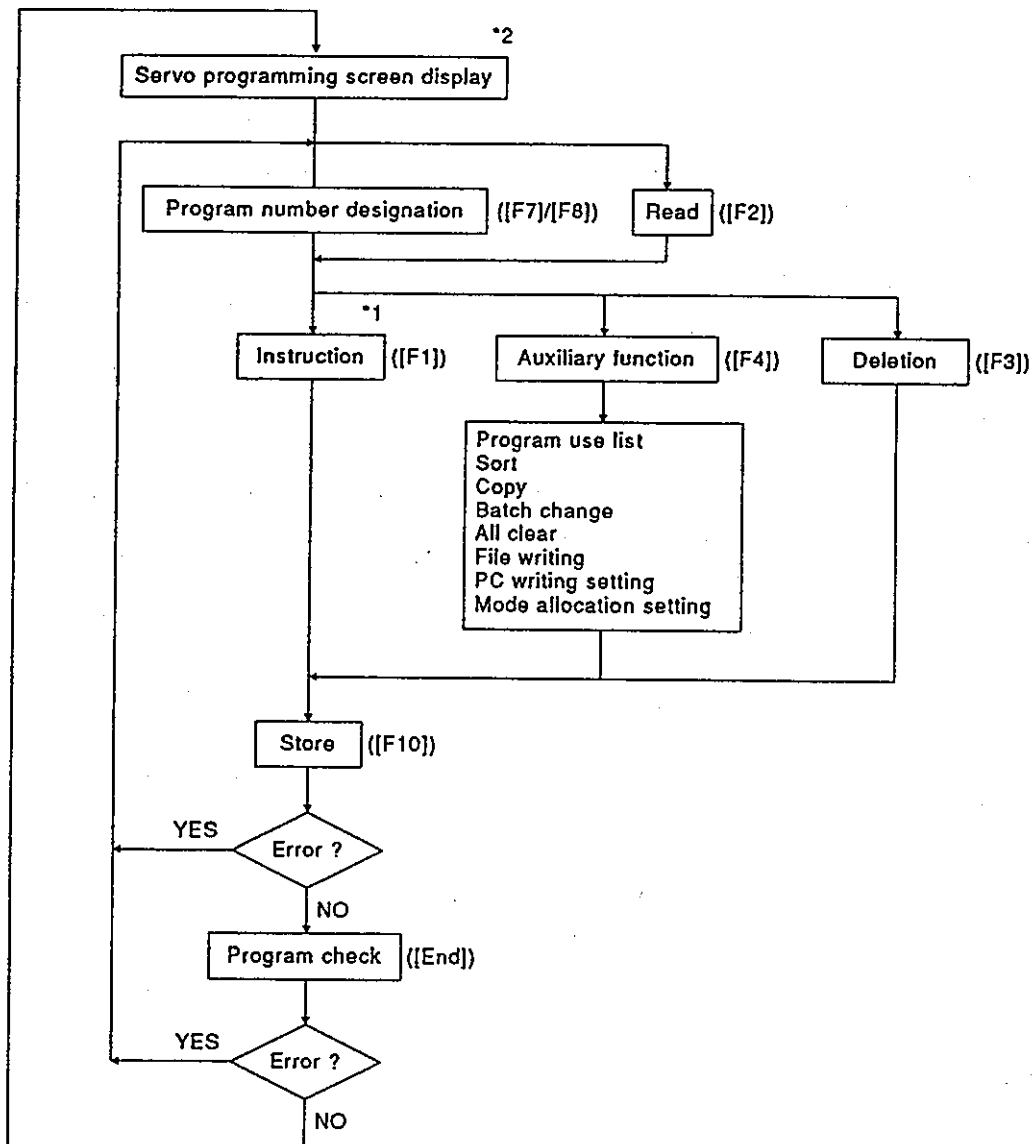 *2
Servo programming screen display
Program number designation ([F7]/[F8]) Read ([F2])
*1
Instruction ([F1]) Auxiliary function ([F4]) Deletion ([F3])
Program use list
Sort
Copy
Batch change
All clear
File writing
PC writing setting
Mode allocation setting
Store ([F10])
YES Error ?
NO
Program check ([End])
YES Error ?
NO